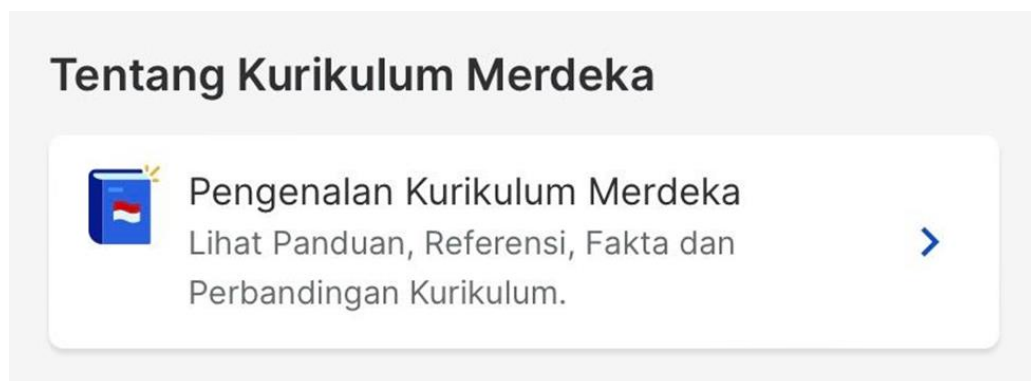 Tentang Kurikulum Merdeka
Pengenalan Kurikulum Merdeka
Lihat Panduan, Referensi, Fakta dan
Perbandingan Kurikulum.